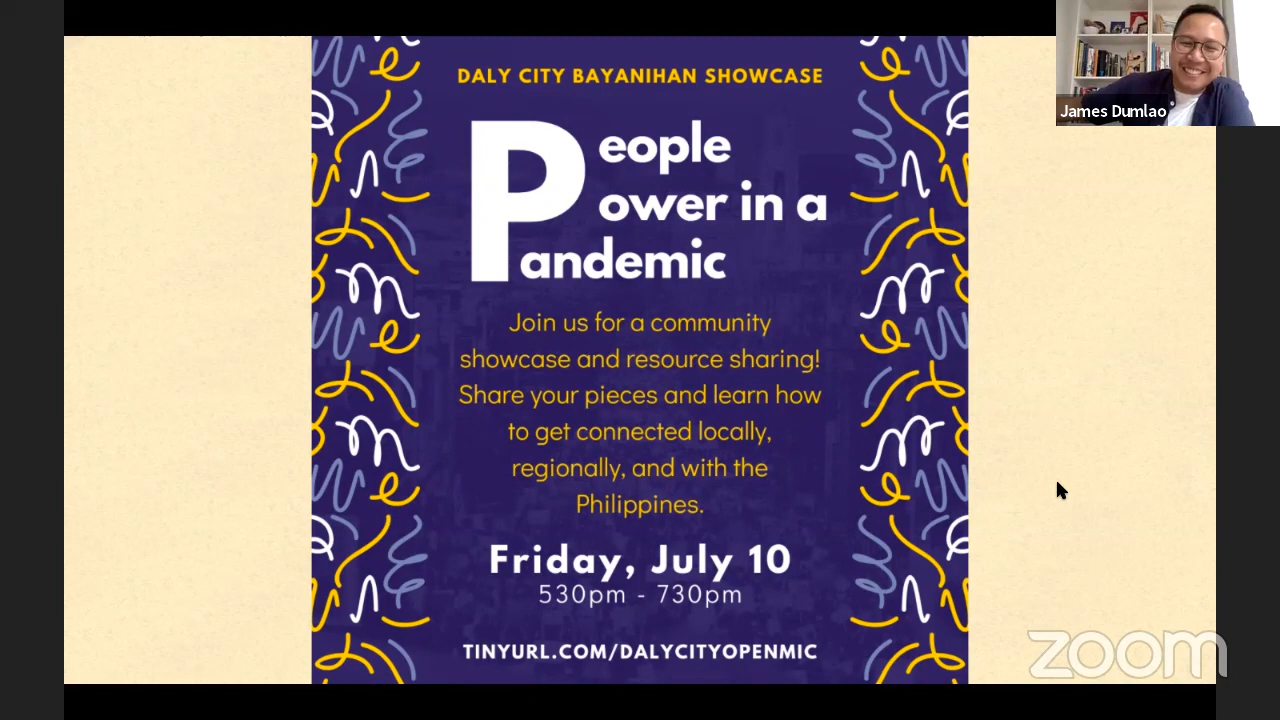 DALY CITY BAYANIHAN SHOWCASE
People
Power in a
Pandemic
Join us for a community
showcase and resource sharing!
Share your pieces and learn how
to get connected locally,
regionally, and with the
Philippines.
Friday, July 10
530pm - 730pm
TINYURL.COM/DALYCITYOPENMIC
James Dumlao
zoom